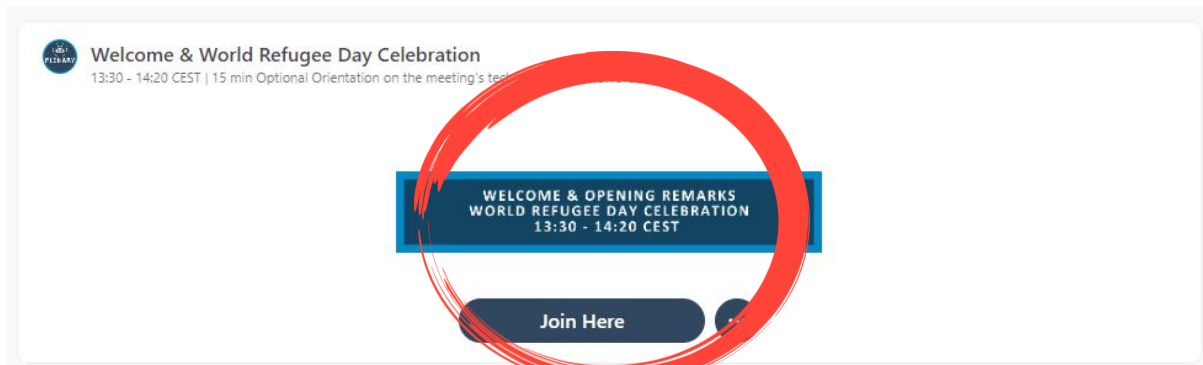 Welcome & World Refugee Day Celebration
13:30 - 14:20 CEST | 15 min Optional Orientation on the meeting's
WELCOME & OPENING REMARKS
WORLD REFUGEE DAY CELEBRATION
13:30 - 14:20 CEST
Join Here